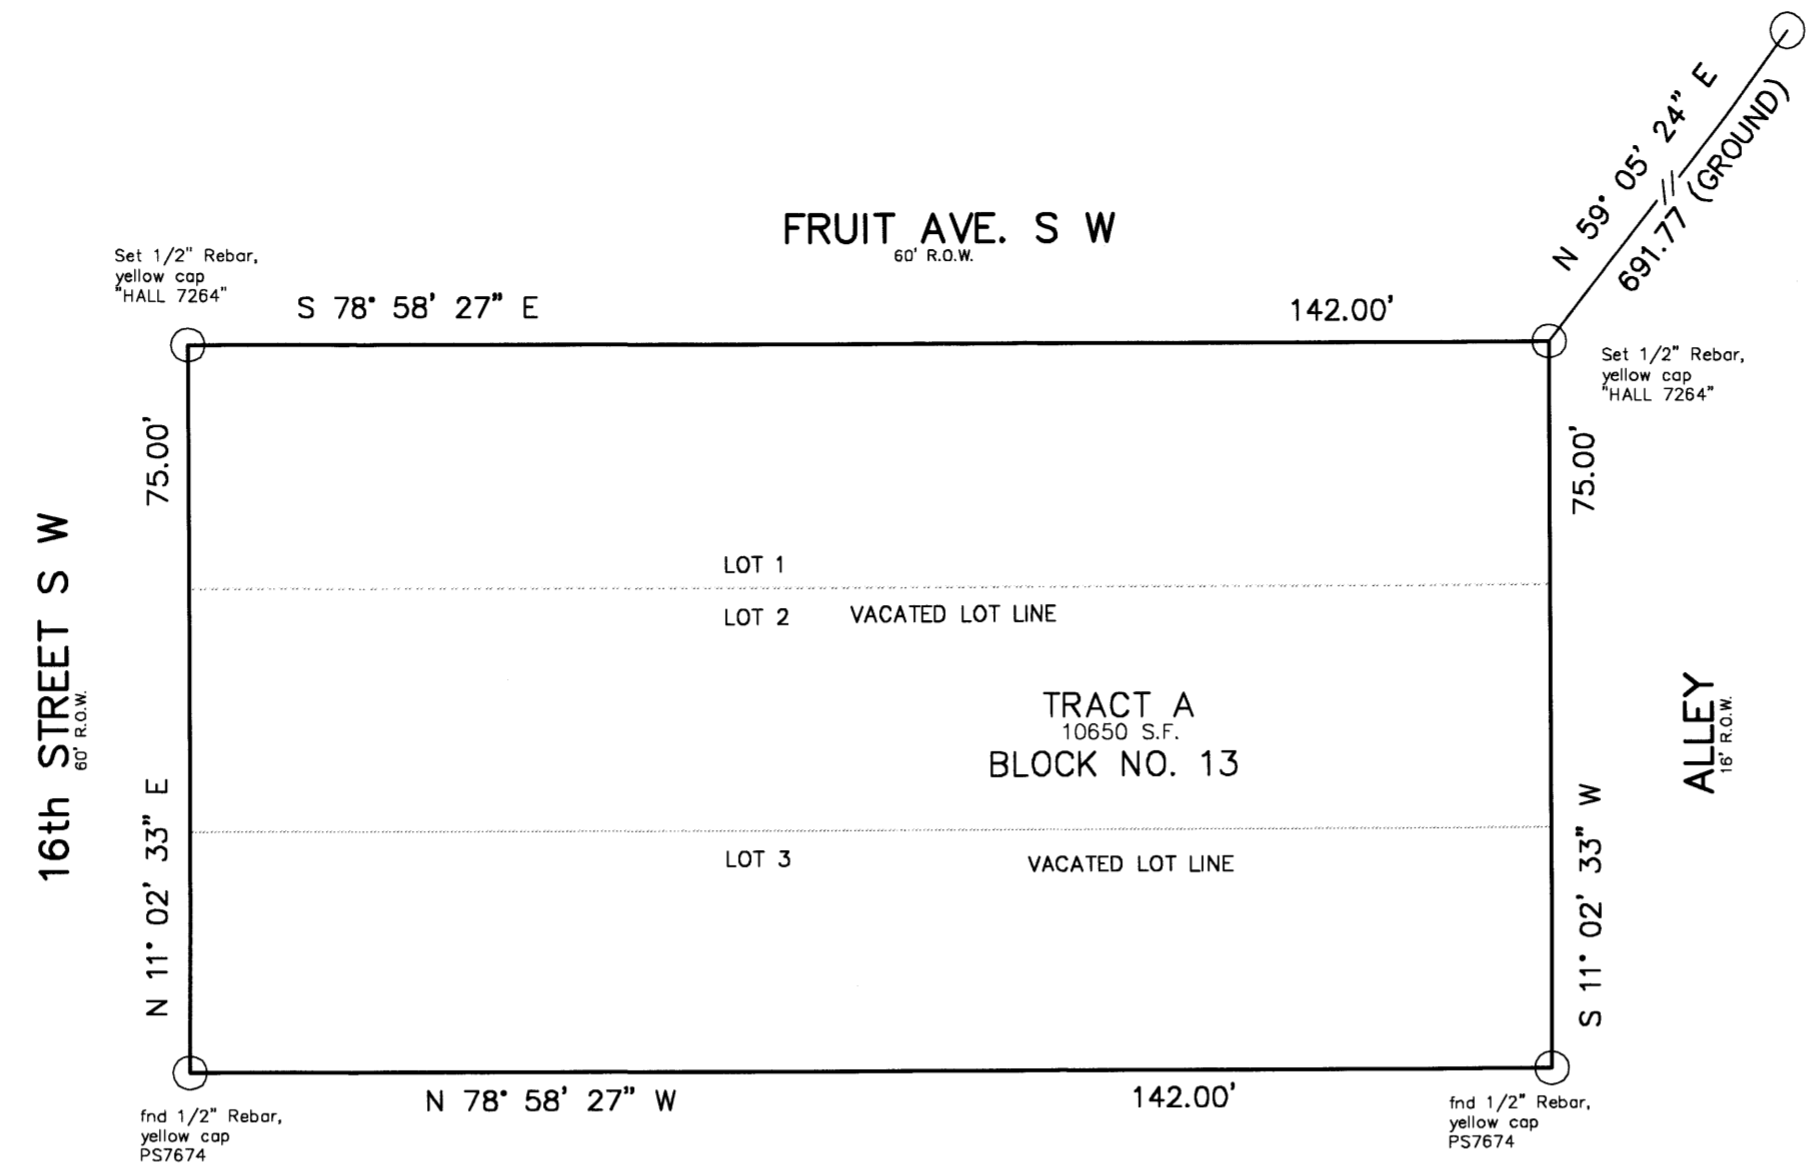 N 59° 05' 24" E
691.77 (GROUND)
FRUIT AVE. S W
60' R.O.W.
Set 1/2" Rebar,
yellow cap
"HALL 7264"
S 78° 58' 27" E
142.00'
Set 1/2" Rebar,
yellow cap
"HALL 7264"
75.00'
75.00'
16th STREET S W
60' R.O.W.
LOT 1
LOT 2
VACATED LOT LINE
TRACT A
10650 S.F.
BLOCK NO. 13
ALLEY
16' R.O.W.
N 11° 02' 33" E
S 11° 02' 33" W
LOT 3
VACATED LOT LINE
N 78° 58' 27" W
142.00'
fnd 1/2" Rebar,
yellow cap
PS7674
fnd 1/2" Rebar,
yellow cap
PS7674